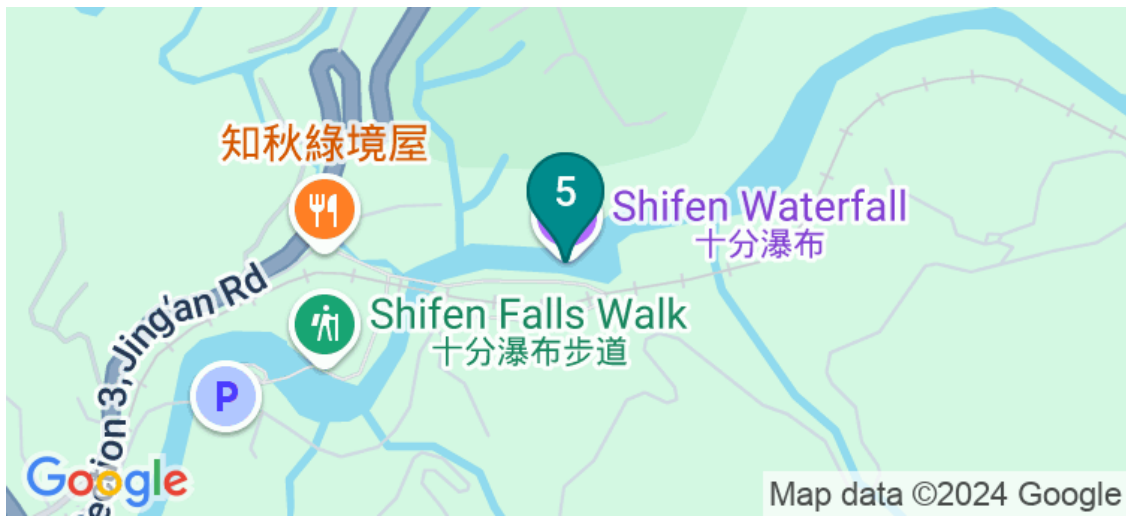 知秋綠境屋
5
Shifen Waterfall
十分瀑布
Shifen Falls Walk
十分瀑布步道
P
ection 3, Jing'an Rd
Google
Map data ©2024 Google